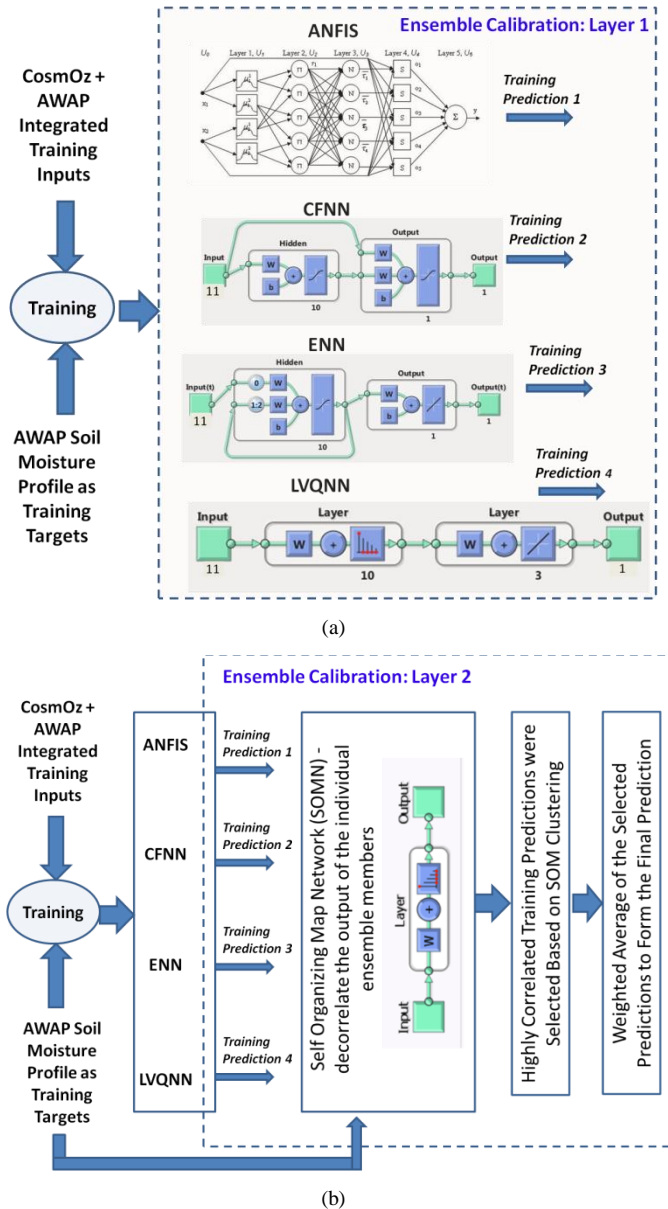 Ensemble Calibration: Layer 1
CosmOz +
AWAP
Integrated
Training
Inputs
Training
AWAP Soil
Moisture
Profile as
Training
Targets
ANFIS
Layer 1, U₁
Layer 2, U₂
Layer 3, U₃
x₁
x₂
Π
Π
Π
Π
N
N
N
N
S
S
S
S
Σ
y
Training
Prediction 1
CFNN
Input
11
Hidden
W
b
+
10
Output
W
W
b
+
1
Output
1
Training
Prediction 2
ENN
Input(t)
11
Hidden
0
W
1:2
W
b
+
10
Output
W
b
+
1
Output(t)
1
Training
Prediction 3
LVQNN
Input
11
Layer
W
+
10
Layer
W
+
3
Output
1
Training
Prediction 4
(a)
Ensemble Calibration: Layer 2
CosmOz +
AWAP
Integrated
Training
Inputs
Training
AWAP Soil
Moisture
Profile as
Training
Targets
ANFIS
CFNN
ENN
LVQNN
Training
Prediction 1
Training
Prediction 2
Training
Prediction 3
Training
Prediction 4
Self Organizing Map Network (SOMN) -
decorrelate the output of the individual
ensemble members
Input
Layer
W
+
Output
Highly Correlated Training Predictions were
Selected Based on SOM Clustering
Weighted Average of the Selected
Predictions to Form the Final Prediction
(b)